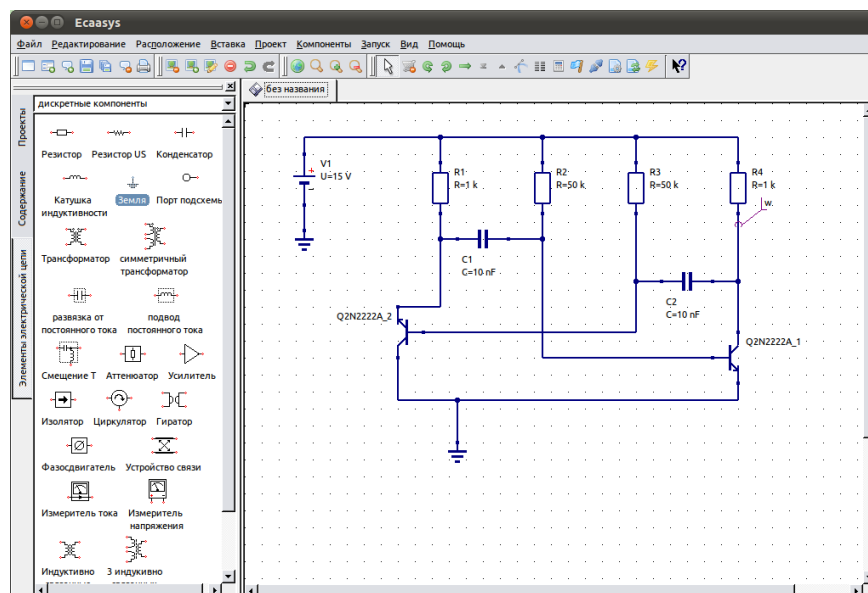 Ecaasys
Файл Редактирование Расположение Вставка Проект Компоненты Запуск Вид Помощь
без названия
Проекты
Содержание
Элементы электрической цепи
дискретные компоненты
Резистор Резистор US Конденсатор
Катушка индуктивности
Земля
Порт подсхемь
Трансформатор
симметричный трансформатор
развязка от постоянного тока
подвод постоянного тока
Смещение Т Аттенюатор Усилитель
Изолятор Циркулятор Гиратор
Фазосдвигатель Устройство связи
Измеритель тока
Измеритель напряжения
Индуктивно
3 индукивно
V1
U=15 V
R1
R=1 k
R2
R=50 k
R3
R=50 k
R4
R=1 k
w.
C1
C=10 nF
C2
C=10 nF
Q2N2222A_2
Q2N2222A_1